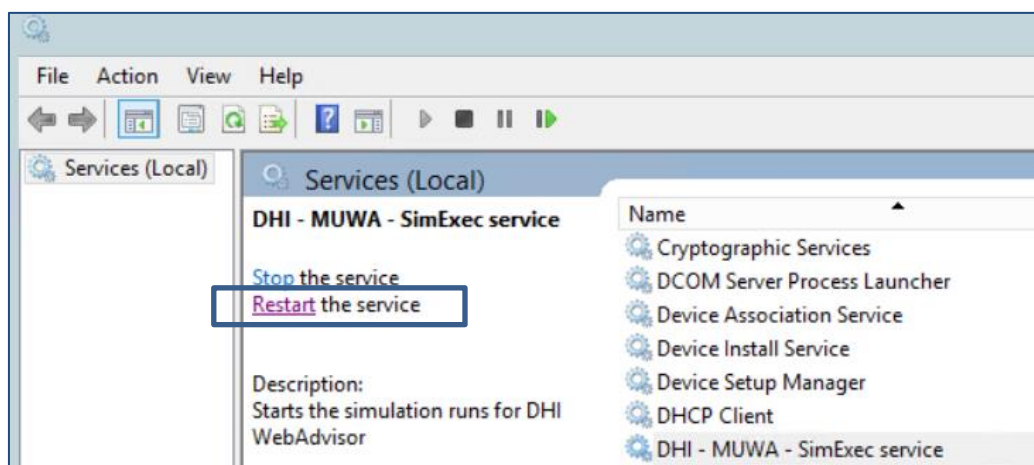 File Action View Help
Services (Local)
Services (Local)
DHI - MUWA - SimExec service
Stop the service
Restart the service
Description:
Starts the simulation runs for DHI
WebAdvisor
Name
Cryptographic Services
DCOM Server Process Launcher
Device Association Service
Device Install Service
Device Setup Manager
DHCP Client
DHI - MUWA - SimExec service